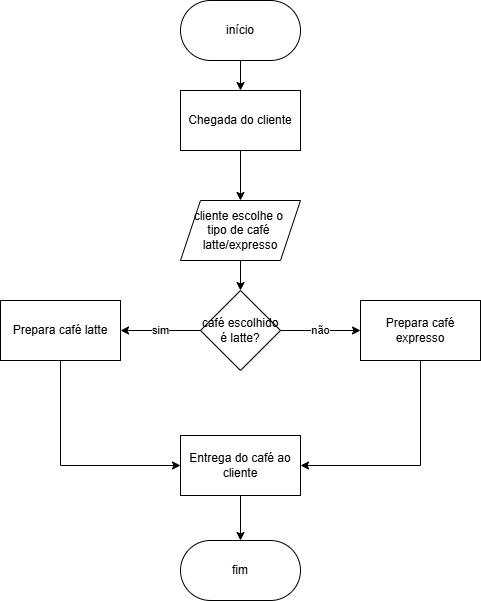 início
Chegada do cliente
cliente escolhe o
tipo de café
latte/expresso
café escolhido
é latte?
sim
não
Prepara café latte
Prepara café
expresso
Entrega do café ao
cliente
fim